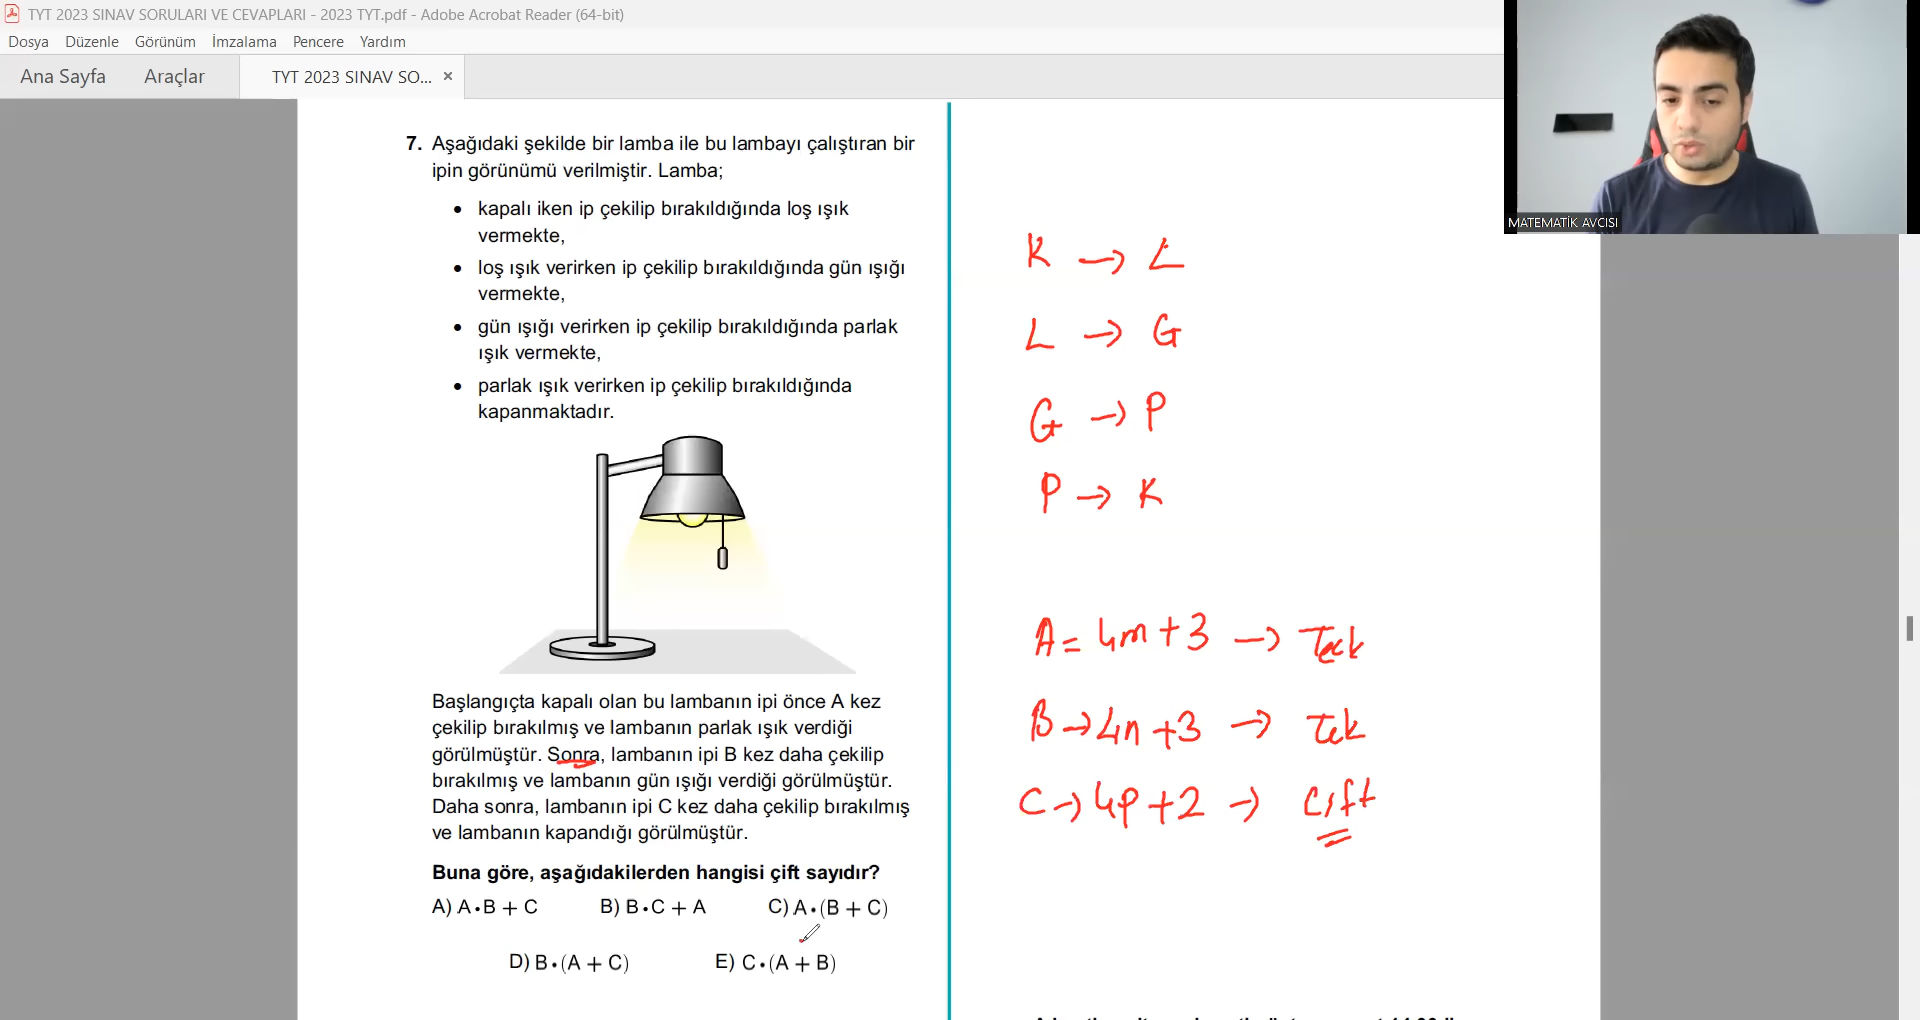 TYT 2023 SINAV SORULARI VE CEVAPLARI - 2023 TYT.pdf - Adobe Acrobat Reader (64-bit)
Dosya Düzenle Görünüm İmzalama Pencere Yardım
Ana Sayfa Araçlar TYT 2023 SINAV SO... ×
MATEMATİK AVCISI
7. Aşağıdaki şekilde bir lamba ile bu lambayı çalıştıran bir
ipin görünümü verilmiştir. Lamba;
• kapalı iken ip çekilip bırakıldığında loş ışık
vermekte,
• loş ışık verirken ip çekilip bırakıldığında gün ışığı
vermekte,
• gün ışığı verirken ip çekilip bırakıldığında parlak
ışık vermekte,
• parlak ışık verirken ip çekilip bırakıldığında
kapanmaktadır.
Başlangıçta kapalı olan bu lambanın ipi önce A kez
çekilip bırakılmış ve lambanın parlak ışık verdiği
görülmüştür. Sonra, lambanın ipi B kez daha çekilip
bırakılmış ve lambanın gün ışığı verdiği görülmüştür.
Daha sonra, lambanın ipi C kez daha çekilip bırakılmış
ve lambanın kapandığı görülmüştür.
Buna göre, aşağıdakilerden hangisi çift sayıdır?
A) A•B + C B) B•C + A C) A•(B + C)
D) B•(A + C) E) C•(A + B)
K → L
L → G
G → P
P → K
A = 4m + 3 → Tek
B → 4n + 3 → Tek
C → 4p + 2 → Çift